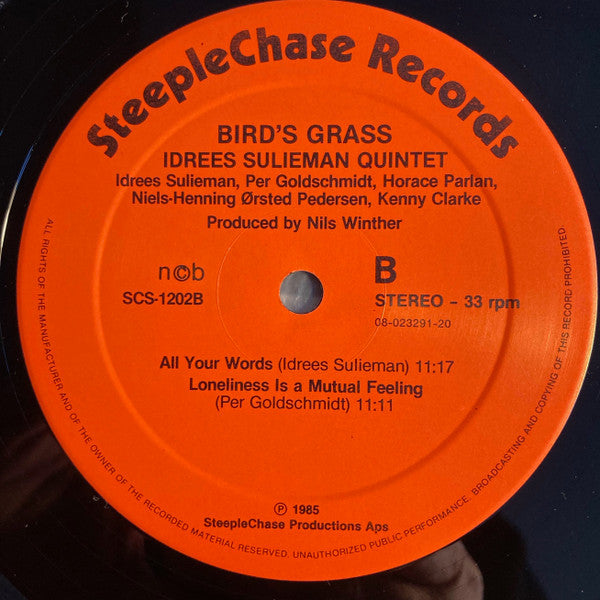 SteepleChase Records
BIRD'S GRASS
IDREES SULIEMAN QUINTET
Idrees Sulieman, Per Goldschmidt, Horace Parlan,
Niels-Henning Ørsted Pedersen, Kenny Clarke
Produced by Nils Winther
n©b
SCS-1202B
B
STEREO - 33 rpm
08-023291-20
All Your Words (Idrees Sulieman) 11:17
Loneliness Is a Mutual Feeling
(Per Goldschmidt) 11:11
℗ 1985
SteepleChase Productions Aps
ALL RIGHTS OF THE MANUFACTURER AND OF THE OWNER OF THE RECORDED MATERIAL RESERVED. UNAUTHORIZED PUBLIC PERFORMANCE, BROADCASTING AND COPYING OF THIS RECORD PROHIBITED.